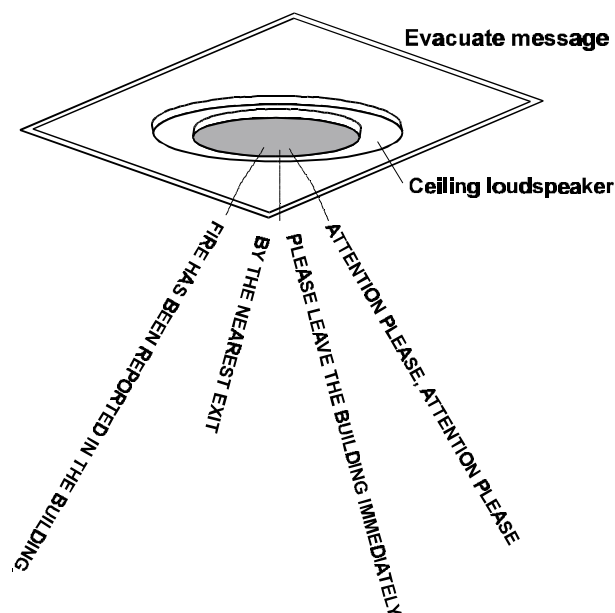 Evacuate message
Ceiling loudspeaker
FIRE HAS BEEN REPORTED IN THE BUILDING
BY THE NEAREST EXIT
PLEASE LEAVE THE BUILDING IMMEDIATELY
ATTENTION PLEASE, ATTENTION PLEASE